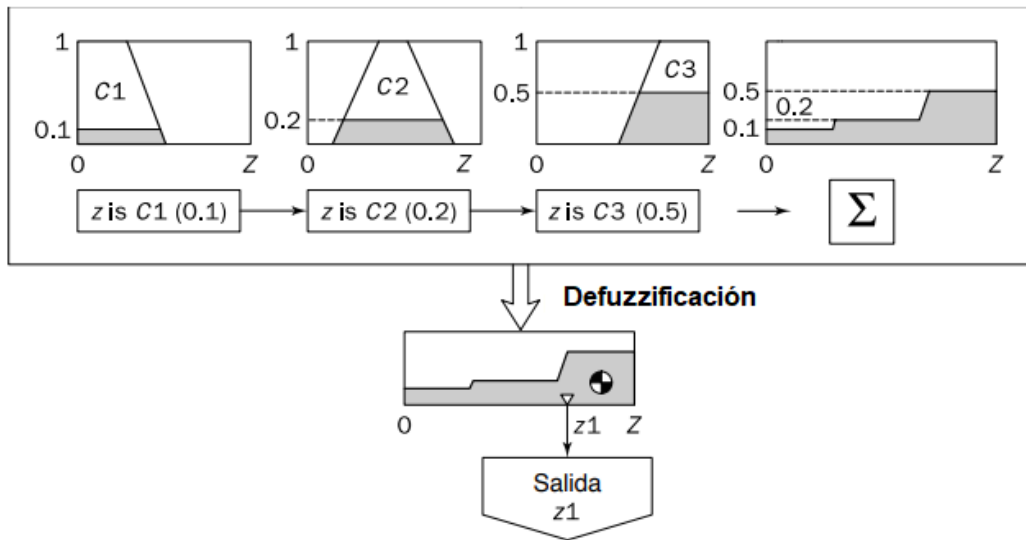 1
C1
0.1
0
Z
1
C2
0.2
0
Z
1
C3
0.5
0
Z
0.5
0.2
0.1
0
Z
z is C1 (0.1)
z is C2 (0.2)
z is C3 (0.5)
Σ
Defuzzificación
0
z1
Z
Salida
z1